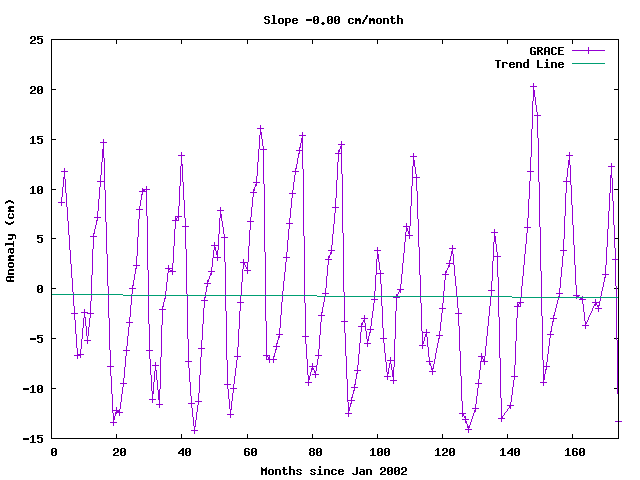 Slope -0.00 cm/month
GRACE
Trend Line
25
20
15
10
5
0
-5
-10
-15
Anomaly (cm)
0 20 40 60 80 100 120 140 160
Months since Jan 2002